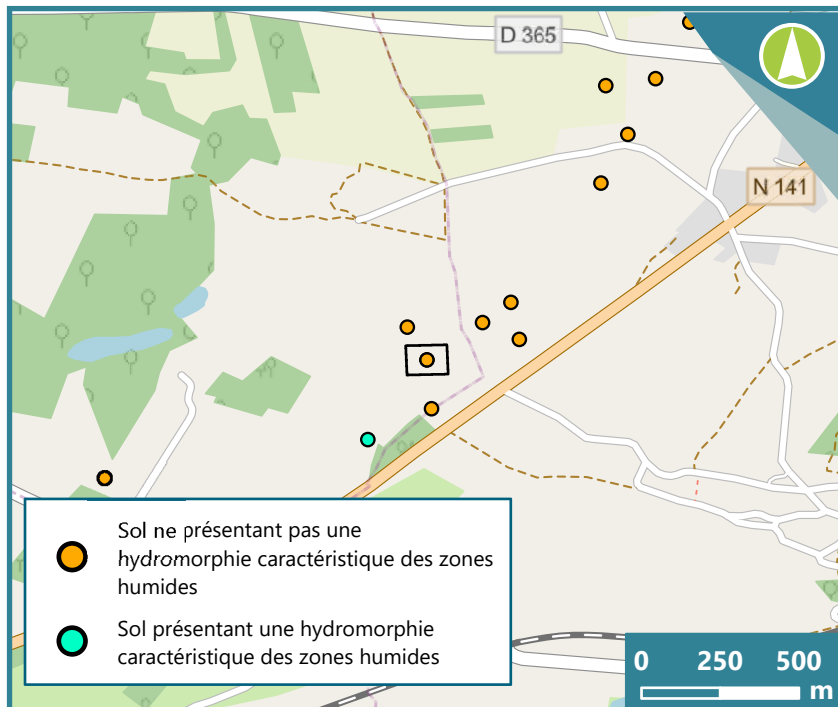 D 365
N 141
Sol ne présentant pas une
hydromorphie caractéristique des zones
humides
Sol présentant une hydromorphie
caractéristique des zones humides
0 250 500
m